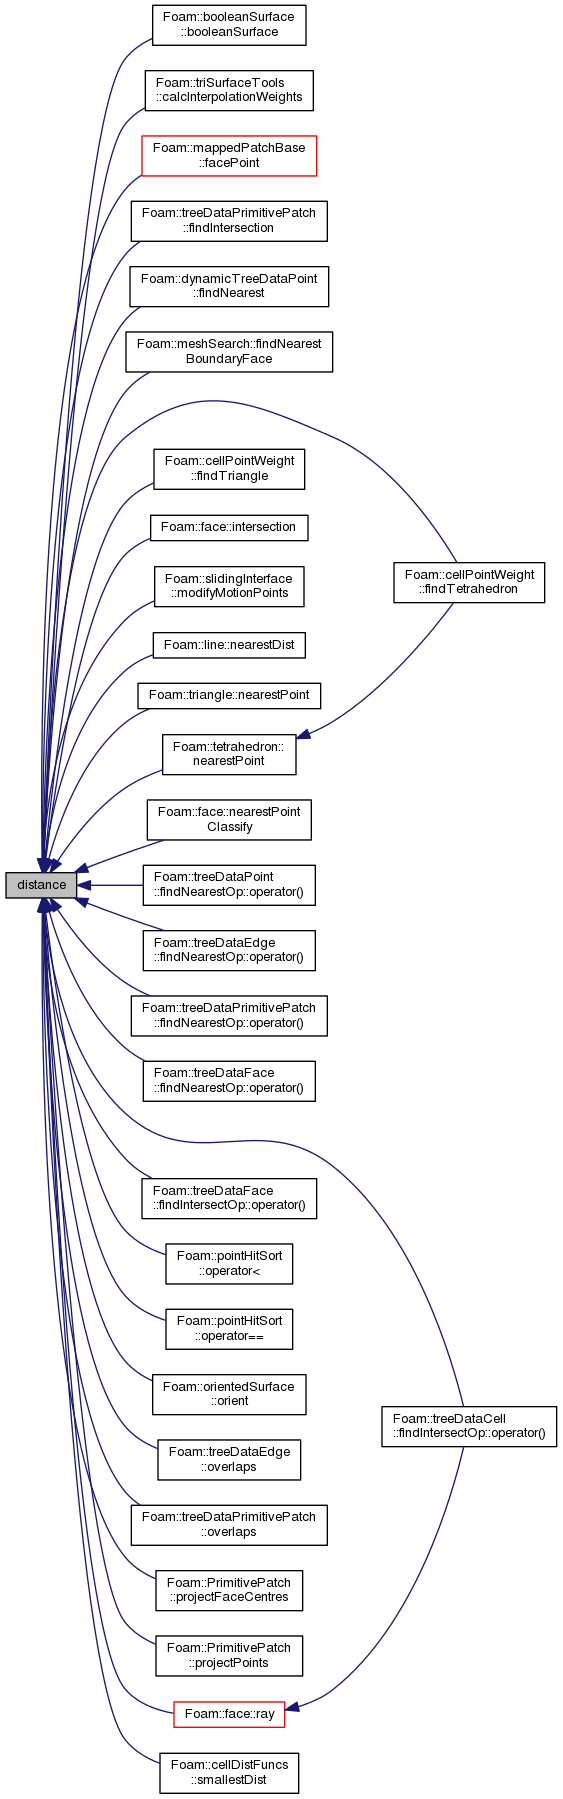 Foam::booleanSurface
::booleanSurface
Foam::triSurfaceTools
::calcInterpolationWeights
Foam::mappedPatchBase
::facePoint
Foam::treeDataPrimitivePatch
::findIntersection
Foam::dynamicTreeDataPoint
::findNearest
Foam::meshSearch::findNearest
BoundaryFace
Foam::cellPointWeight
::findTriangle
Foam::face::intersection
Foam::cellPointWeight
::findTetrahedron
Foam::slidingInterface
::modifyMotionPoints
Foam::line::nearestDist
Foam::triangle::nearestPoint
Foam::tetrahedron::
nearestPoint
Foam::face::nearestPoint
Classify
distance
Foam::treeDataPoint
::findNearestOp::operator()
Foam::treeDataEdge
::findNearestOp::operator()
Foam::treeDataPrimitivePatch
::findNearestOp::operator()
Foam::treeDataFace
::findNearestOp::operator()
Foam::treeDataFace
::findIntersectOp::operator()
Foam::pointHitSort
::operator<
Foam::pointHitSort
::operator==
Foam::orientedSurface
::orient
Foam::treeDataCell
::findIntersectOp::operator()
Foam::treeDataEdge
::overlaps
Foam::treeDataPrimitivePatch
::overlaps
Foam::PrimitivePatch
::projectFaceCentres
Foam::PrimitivePatch
::projectPoints
Foam::face::ray
Foam::cellDistFuncs
::smallestDist